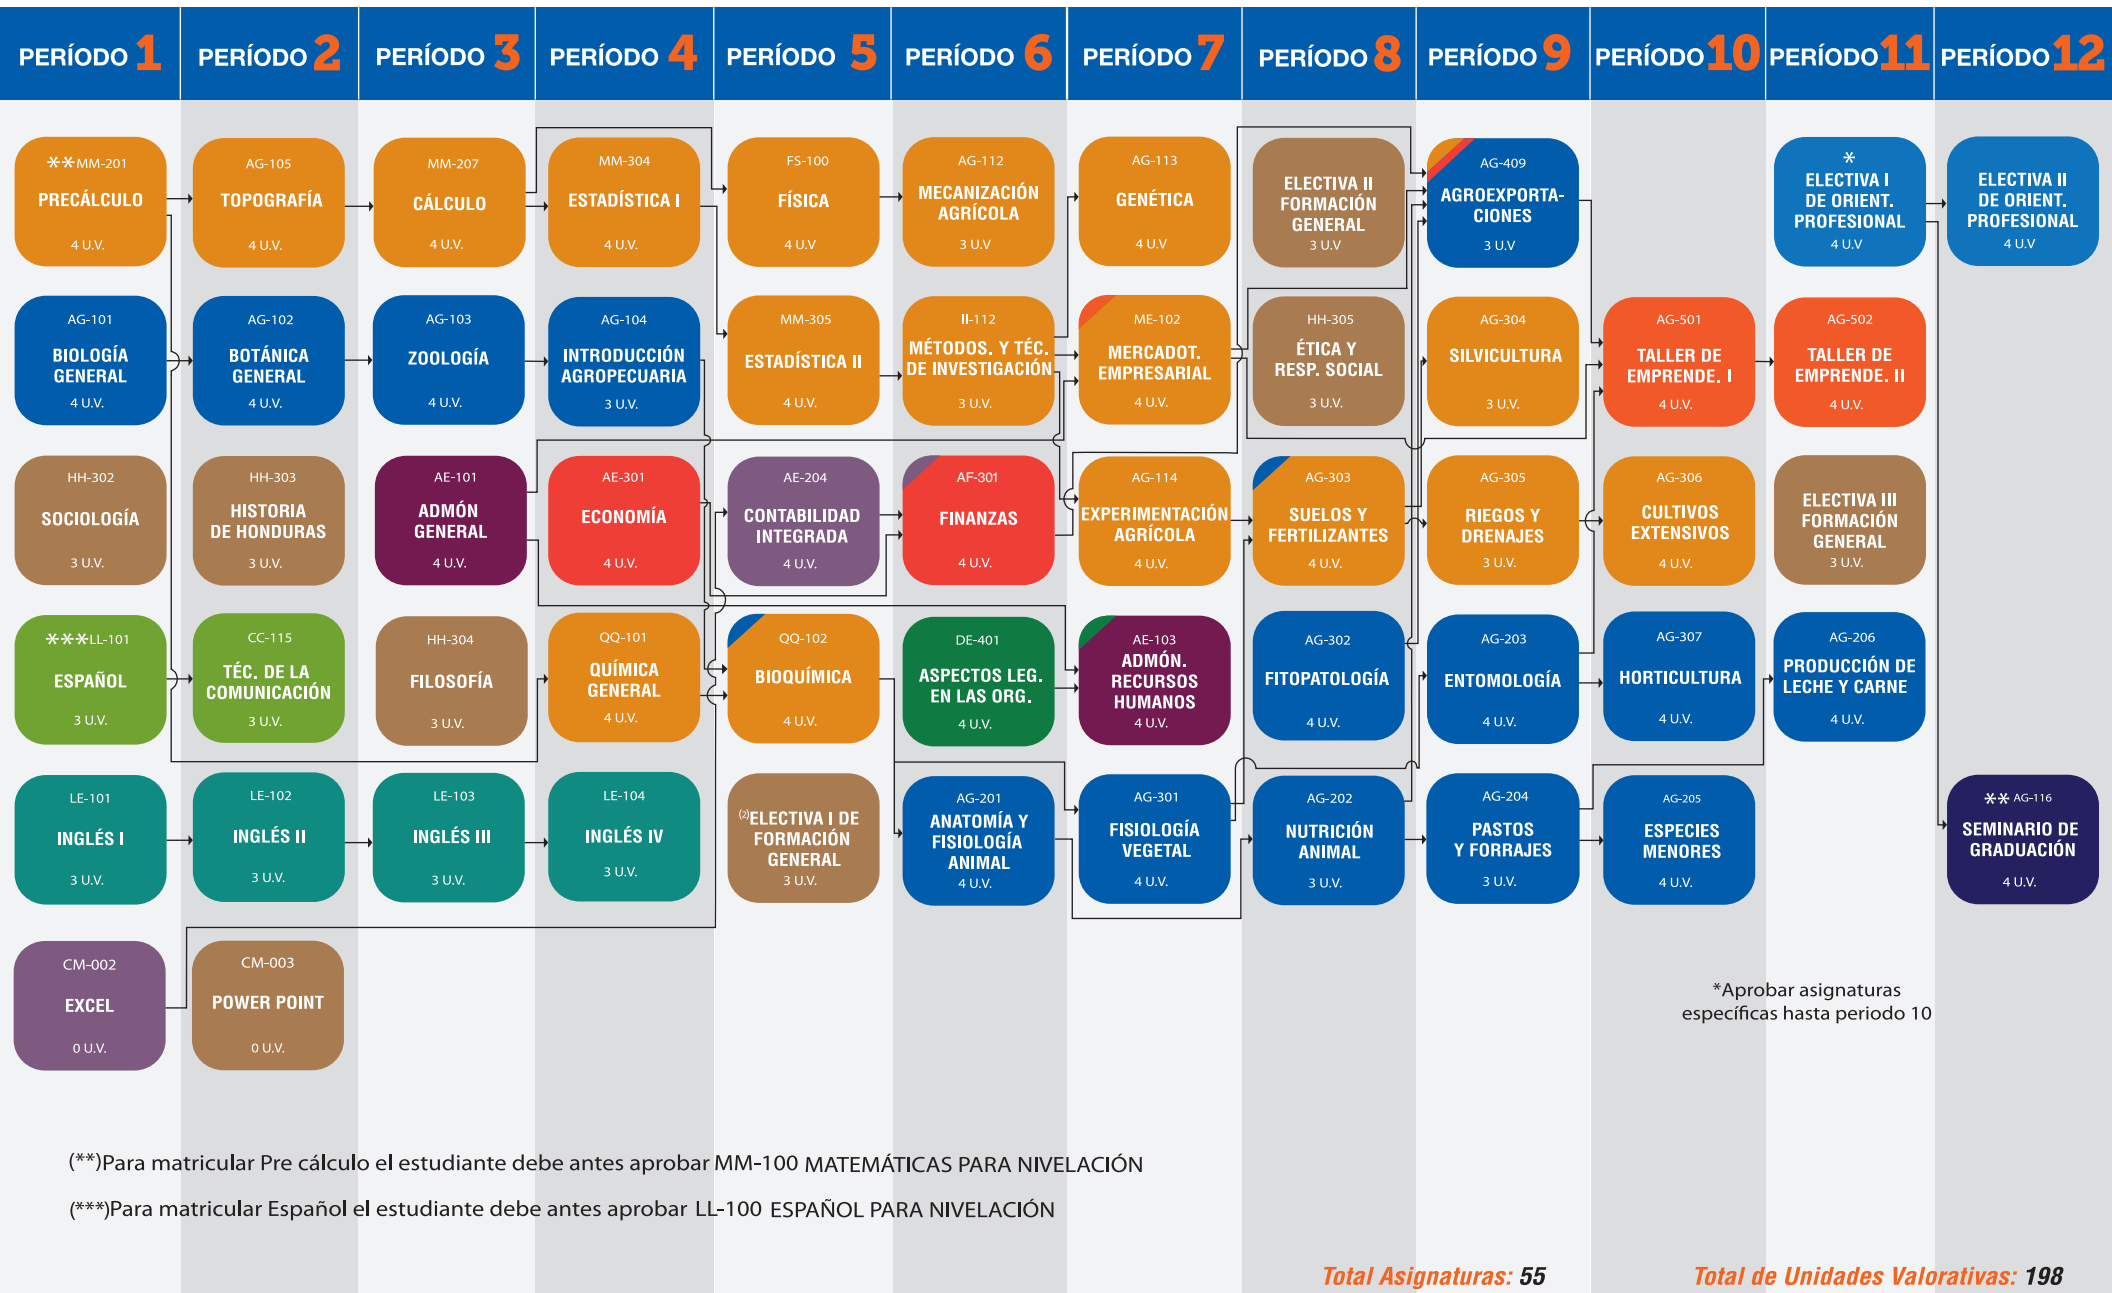 PERÍODO 1
PERÍODO 2
PERÍODO 3
PERÍODO 4
PERÍODO 5
PERÍODO 6
PERÍODO 7
PERÍODO 8
PERÍODO 9
PERÍODO 10
PERÍODO 11
PERÍODO 12
**MM-201
PRECÁLCULO
4 U.V.
AG-105
TOPOGRAFÍA
4 U.V.
MM-207
CÁLCULO
4 U.V.
MM-304
ESTADÍSTICA I
4 U.V.
FS-100
FÍSICA
4 U.V
AG-112
MECANIZACIÓN
AGRÍCOLA
3 U.V
AG-113
GENÉTICA
4 U.V
ELECTIVA II
FORMACIÓN
GENERAL
3 U.V
AG-409
AGROEXPORTA-
CIONES
3 U.V
*
ELECTIVA I
DE ORIENT.
PROFESIONAL
4 U.V
ELECTIVA II
DE ORIENT.
PROFESIONAL
4 U.V
AG-101
BIOLOGÍA
GENERAL
4 U.V.
AG-102
BOTÁNICA
GENERAL
4 U.V.
AG-103
ZOOLOGÍA
4 U.V.
AG-104
INTRODUCCIÓN
AGROPECUARIA
3 U.V.
MM-305
ESTADÍSTICA II
4 U.V.
II-112
MÉTODOS. Y TÉC.
DE INVESTIGACIÓN
3 U.V.
ME-102
MERCADOT.
EMPRESARIAL
4 U.V.
HH-305
ÉTICA Y
RESP. SOCIAL
3 U.V.
AG-304
SILVICULTURA
3 U.V.
AG-501
TALLER DE
EMPRENDE. I
4 U.V.
AG-502
TALLER DE
EMPRENDE. II
4 U.V.
HH-302
SOCIOLOGÍA
3 U.V.
HH-303
HISTORIA
DE HONDURAS
3 U.V.
AE-101
ADMÓN
GENERAL
4 U.V.
AE-301
ECONOMÍA
4 U.V.
AE-204
CONTABILIDAD
INTEGRADA
4 U.V.
AF-301
FINANZAS
4 U.V.
AG-114
EXPERIMENTACIÓN
AGRÍCOLA
4 U.V.
AG-303
SUELOS Y
FERTILIZANTES
4 U.V.
AG-305
RIEGOS Y
DRENAJES
3 U.V.
AG-306
CULTIVOS
EXTENSIVOS
4 U.V.
ELECTIVA III
FORMACIÓN
GENERAL
3 U.V.
***LL-101
ESPAÑOL
3 U.V.
CC-115
TÉC. DE LA
COMUNICACIÓN
3 U.V.
HH-304
FILOSOFÍA
3 U.V.
QQ-101
QUÍMICA
GENERAL
4 U.V.
QQ-102
BIOQUÍMICA
4 U.V.
DE-401
ASPECTOS LEG.
EN LAS ORG.
4 U.V.
AE-103
ADMÓN.
RECURSOS
HUMANOS
4 U.V.
AG-302
FITOPATOLOGÍA
4 U.V.
AG-203
ENTOMOLOGÍA
4 U.V.
AG-307
HORTICULTURA
4 U.V.
AG-206
PRODUCCIÓN DE
LECHE Y CARNE
4 U.V.
LE-101
INGLÉS I
3 U.V.
LE-102
INGLÉS II
3 U.V.
LE-103
INGLÉS III
3 U.V.
LE-104
INGLÉS IV
3 U.V.
(2)ELECTIVA I DE
FORMACIÓN
GENERAL
3 U.V.
AG-201
ANATOMÍA Y
FISIOLOGÍA
ANIMAL
4 U.V.
AG-301
FISIOLOGÍA
VEGETAL
4 U.V.
AG-202
NUTRICIÓN
ANIMAL
3 U.V.
AG-204
PASTOS
Y FORRAJES
3 U.V.
AG-205
ESPECIES
MENORES
4 U.V.
** AG-116
SEMINARIO DE
GRADUACIÓN
4 U.V.
CM-002
EXCEL
0 U.V.
CM-003
POWER POINT
0 U.V.
*Aprobar asignaturas
específicas hasta periodo 10
(**)Para matricular Pre cálculo el estudiante debe antes aprobar MM-100 MATEMÁTICAS PARA NIVELACIÓN
(***)Para matricular Español el estudiante debe antes aprobar LL-100 ESPAÑOL PARA NIVELACIÓN
Total Asignaturas: 55
Total de Unidades Valorativas: 198